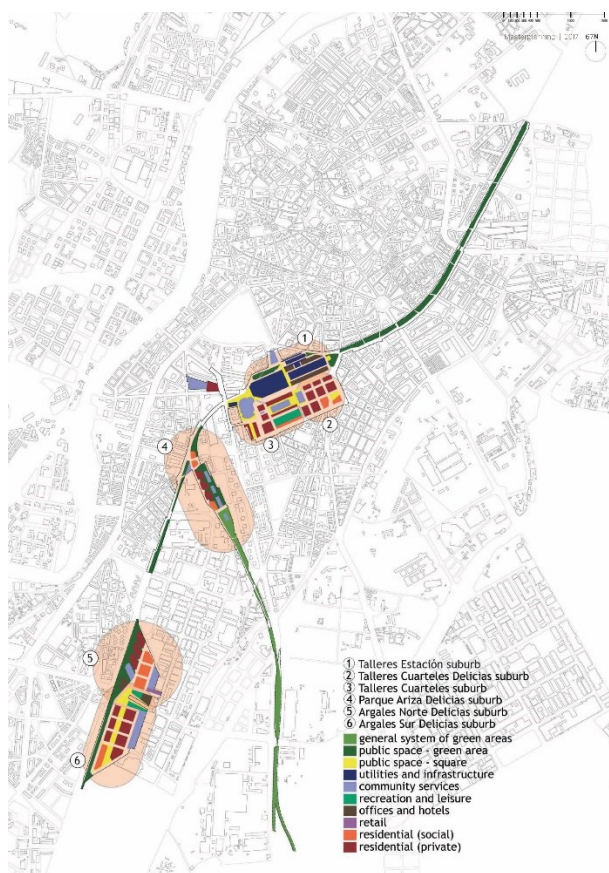 Masterplanning | 2017 67N
①
②
③
④
⑤
⑥
① Talleres Estación suburb
② Talleres Cuarteles Delicias suburb
③ Talleres Cuarteles suburb
④ Parque Ariza Delicias suburb
⑤ Argales Norte Delicias suburb
⑥ Argales Sur Delicias suburb
general system of green areas
public space - green area
public space - square
utilities and infrastructure
community services
recreation and leisure
offices and hotels
retail
residential (social)
residential (private)